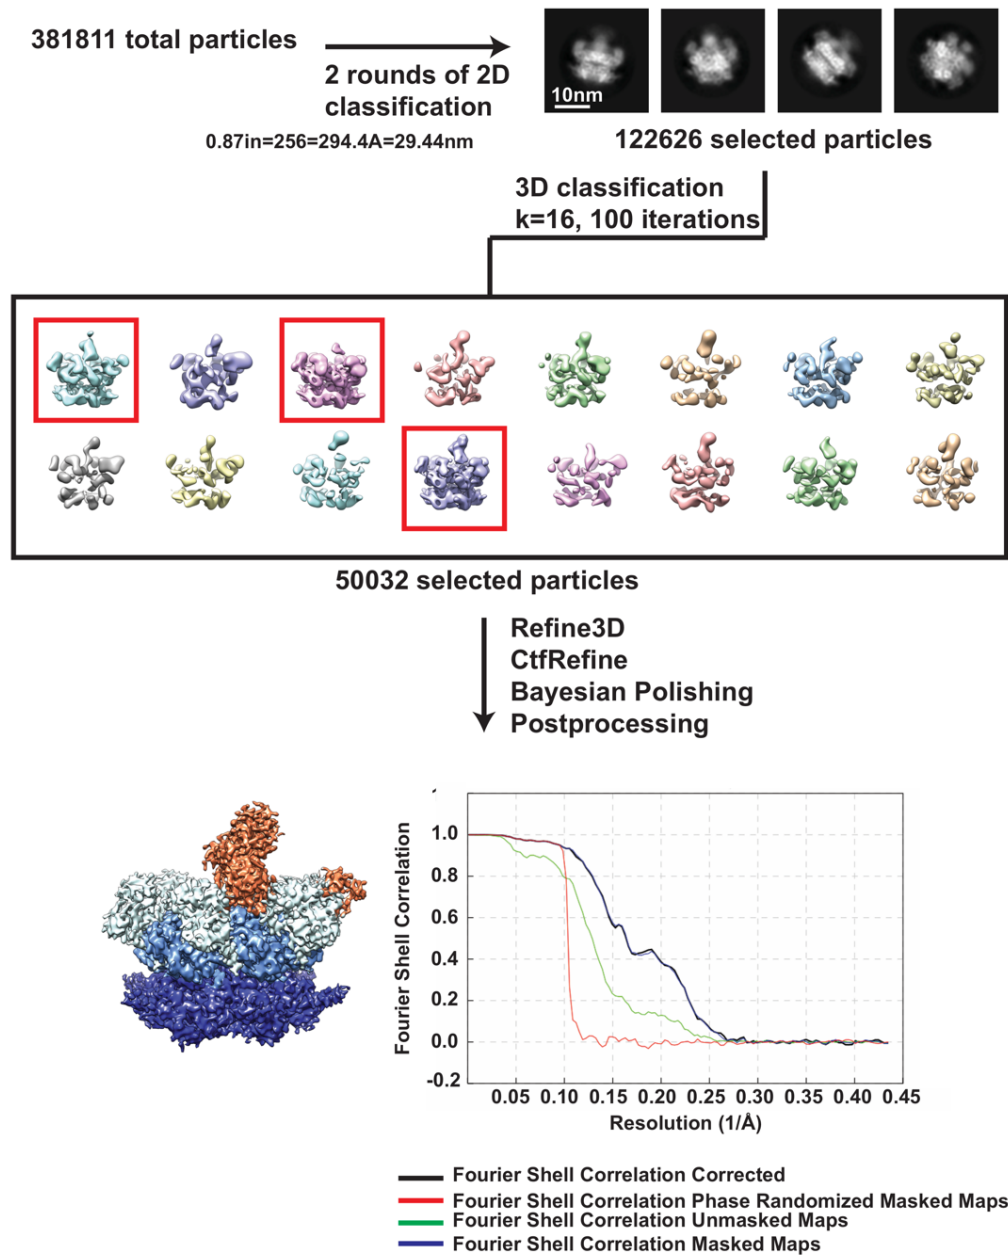 381811 total particles
2 rounds of 2D
classification
0.87in=256=294.4A=29.44nm
10nm
122626 selected particles
3D classification
k=16, 100 iterations
50032 selected particles
Refine3D
CtfRefine
Bayesian Polishing
Postprocessing
Fourier Shell Correlation
1.0
0.8
0.6
0.4
0.2
0.0
-0.2
0.05 0.10 0.15 0.20 0.25 0.30 0.35 0.40 0.45
Resolution (1/Å)
Fourier Shell Correlation Corrected
Fourier Shell Correlation Phase Randomized Masked Maps
Fourier Shell Correlation Unmasked Maps
Fourier Shell Correlation Masked Maps